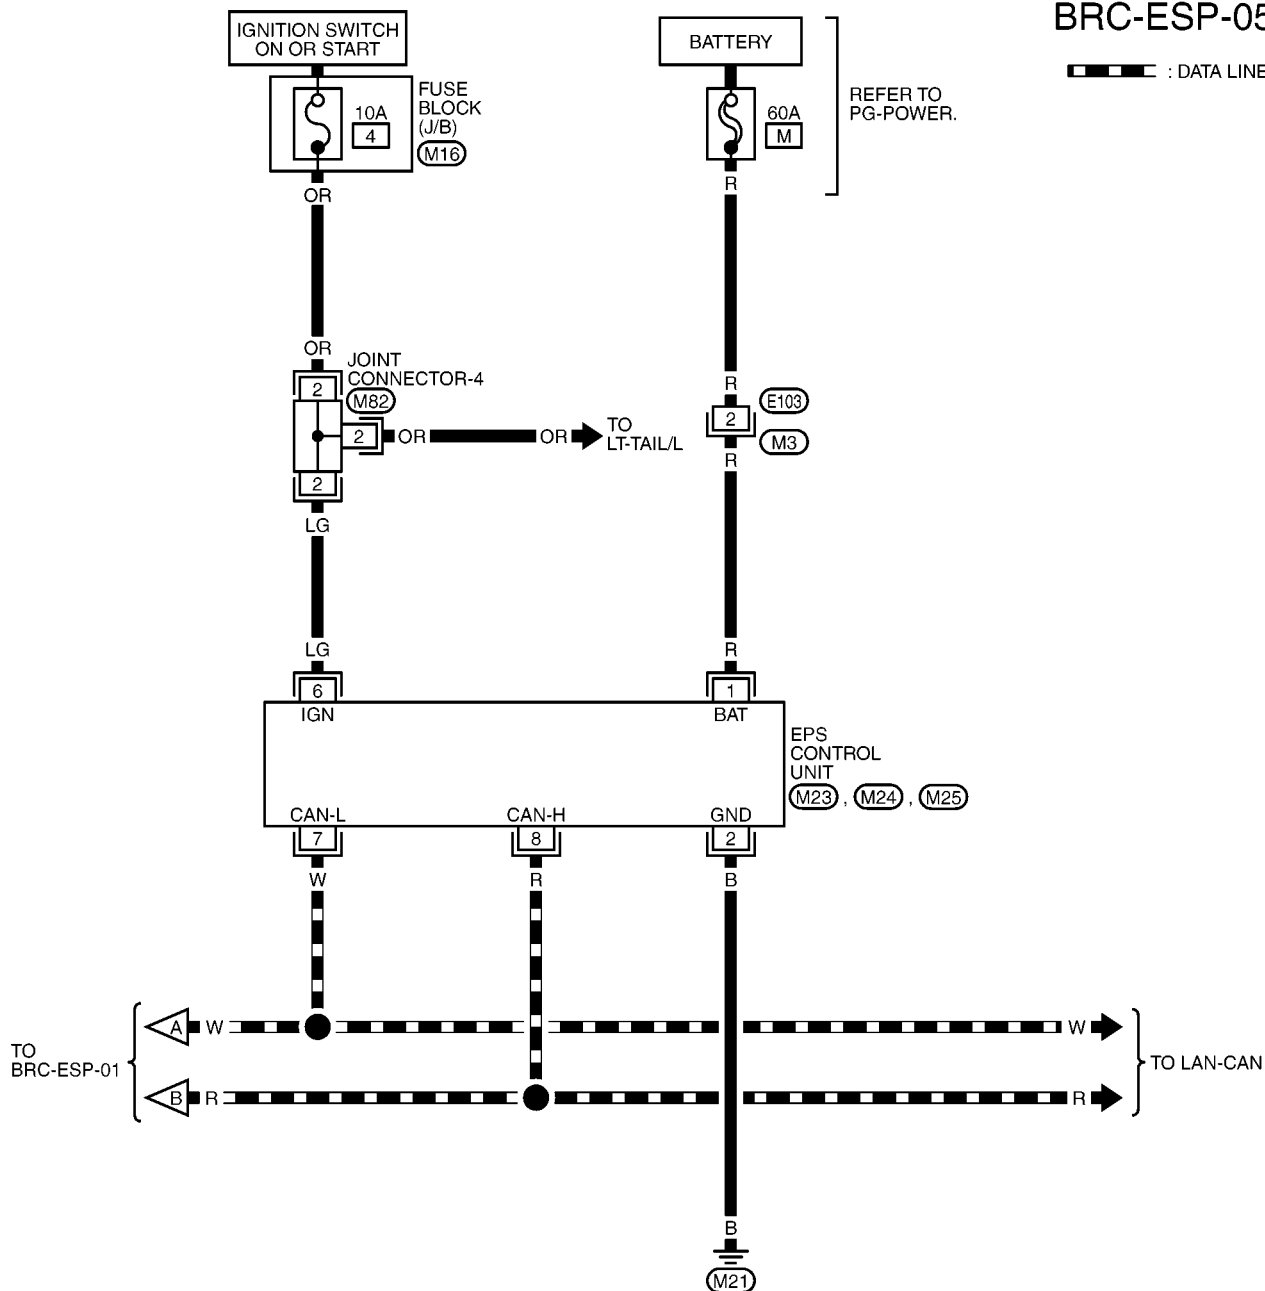 BRC-ESP-05
IGNITION SWITCH
ON OR START
BATTERY
: DATA LINE
FUSE
BLOCK
(J/B)
M16
10A
4
60A
M
REFER TO
PG-POWER.
OR
R
OR
JOINT
CONNECTOR-4
M82
2
2
OR
OR
TO
LT-TAIL/L
2
R
E103
2
M3
R
LG
LG
R
6
1
IGN
BAT
EPS
CONTROL
UNIT
M23 , M24 , M25
CAN-L
CAN-H
GND
7
8
2
W
R
B
TO
BRC-ESP-01
A
W
W
B
R
R
TO LAN-CAN
B
M21